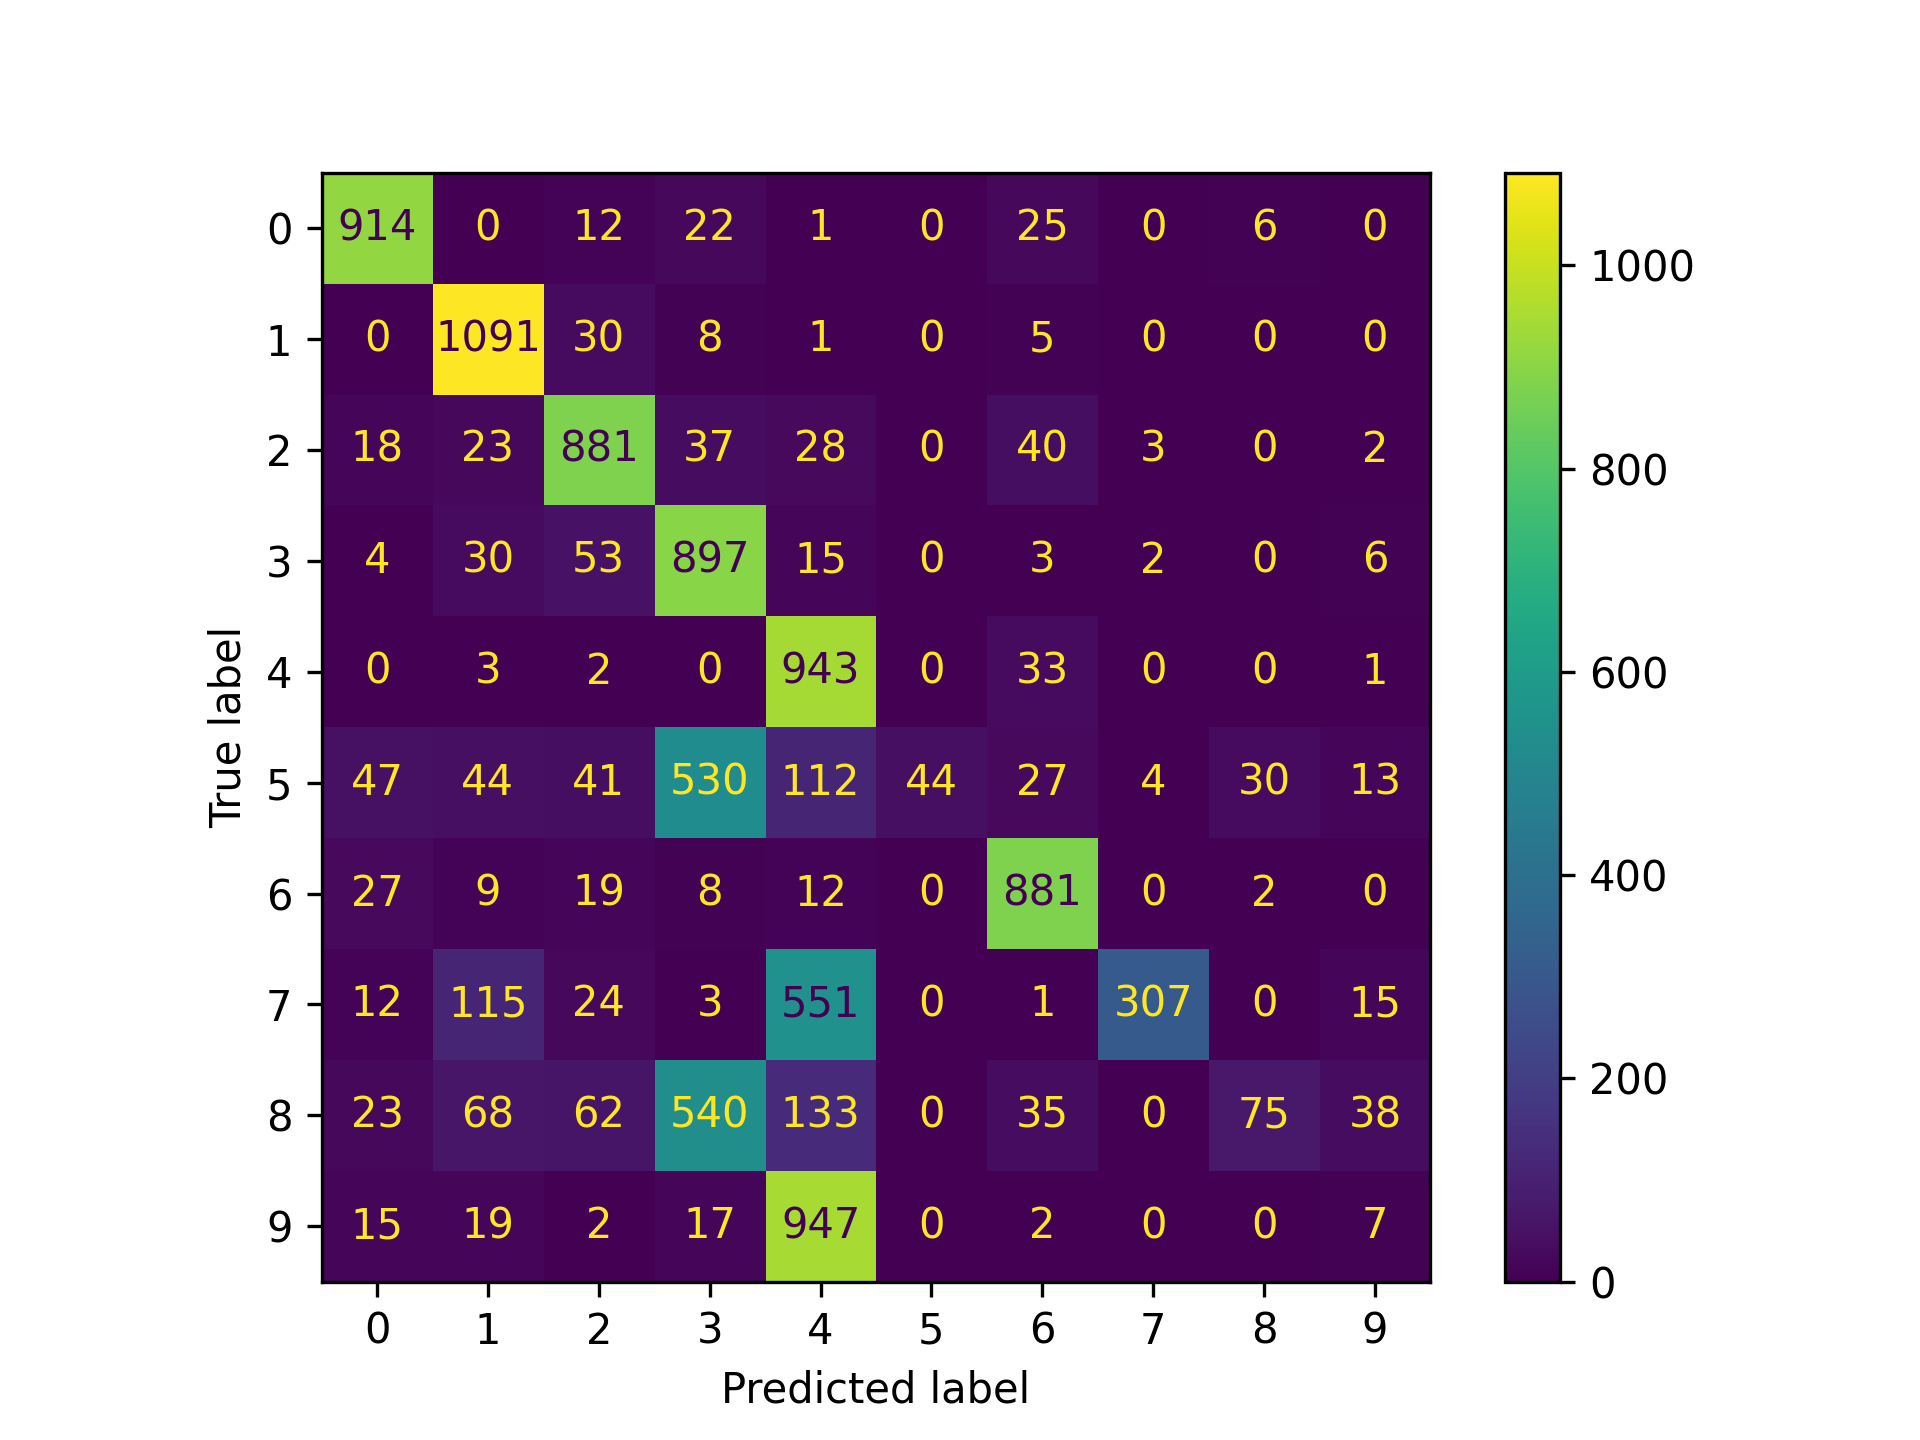 0 914 0 12 22 1 0 25 0 6 0
1 0 1091 30 8 1 0 5 0 0 0
2 18 23 881 37 28 0 40 3 0 2
3 4 30 53 897 15 0 3 2 0 6
4 0 3 2 0 943 0 33 0 0 1
5 47 44 41 530 112 44 27 4 30 13
6 27 9 19 8 12 0 881 0 2 0
7 12 115 24 3 551 0 1 307 0 15
8 23 68 62 540 133 0 35 0 75 38
9 15 19 2 17 947 0 2 0 0 7
0 1 2 3 4 5 6 7 8 9
Predicted label
True label
1000
800
600
400
200
0